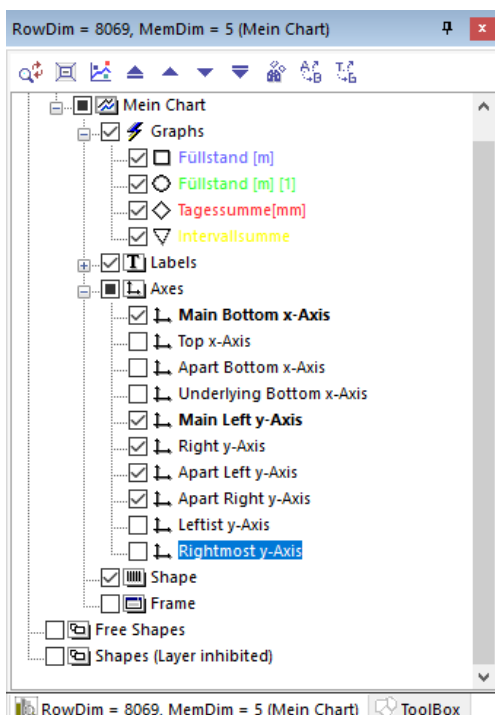 RowDim = 8069, MemDim = 5 (Mein Chart)
Mein Chart
Graphs
Füllstand [m]
Füllstand [m] [1]
Tagessumme[mm]
Intervallsumme
Labels
Axes
Main Bottom x-Axis
Top x-Axis
Apart Bottom x-Axis
Underlying Bottom x-Axis
Main Left y-Axis
Right y-Axis
Apart Left y-Axis
Apart Right y-Axis
Leftist y-Axis
Rightmost y-Axis
Shape
Frame
Free Shapes
Shapes (Layer inhibited)
RowDim = 8069, MemDim = 5 (Mein Chart) ToolBox